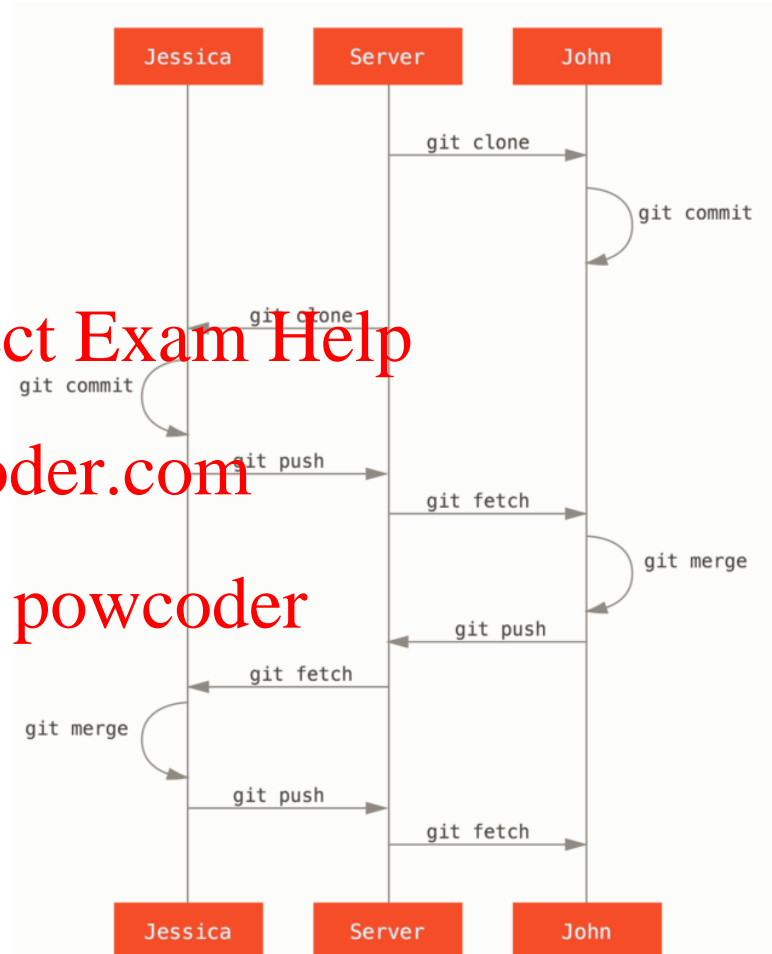 Jessica Server John
git clone
git commit
git clone
ct Exam Help
git commit
git push
oder.com
git fetch
git merge
powcoder
git push
git fetch
git merge
git push
git fetch
Jessica Server John